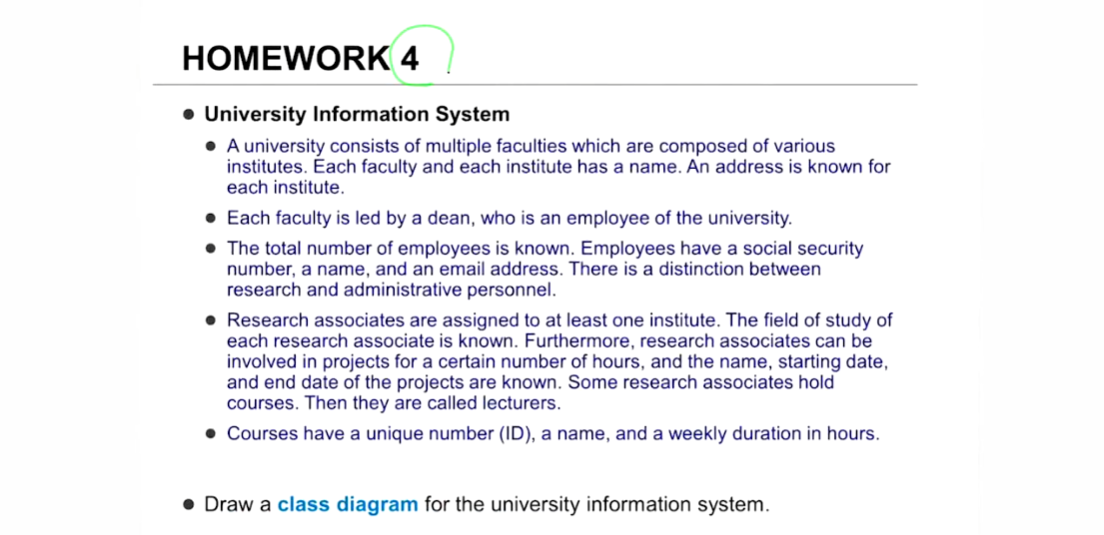 HOMEWORK 4
● University Information System
● A university consists of multiple faculties which are composed of various
institutes. Each faculty and each institute has a name. An address is known for
each institute.
● Each faculty is led by a dean, who is an employee of the university.
● The total number of employees is known. Employees have a social security
number, a name, and an email address. There is a distinction between
research and administrative personnel.
● Research associates are assigned to at least one institute. The field of study of
each research associate is known. Furthermore, research associates can be
involved in projects for a certain number of hours, and the name, starting date,
and end date of the projects are known. Some research associates hold
courses. Then they are called lecturers.
● Courses have a unique number (ID), a name, and a weekly duration in hours.
● Draw a class diagram for the university information system.